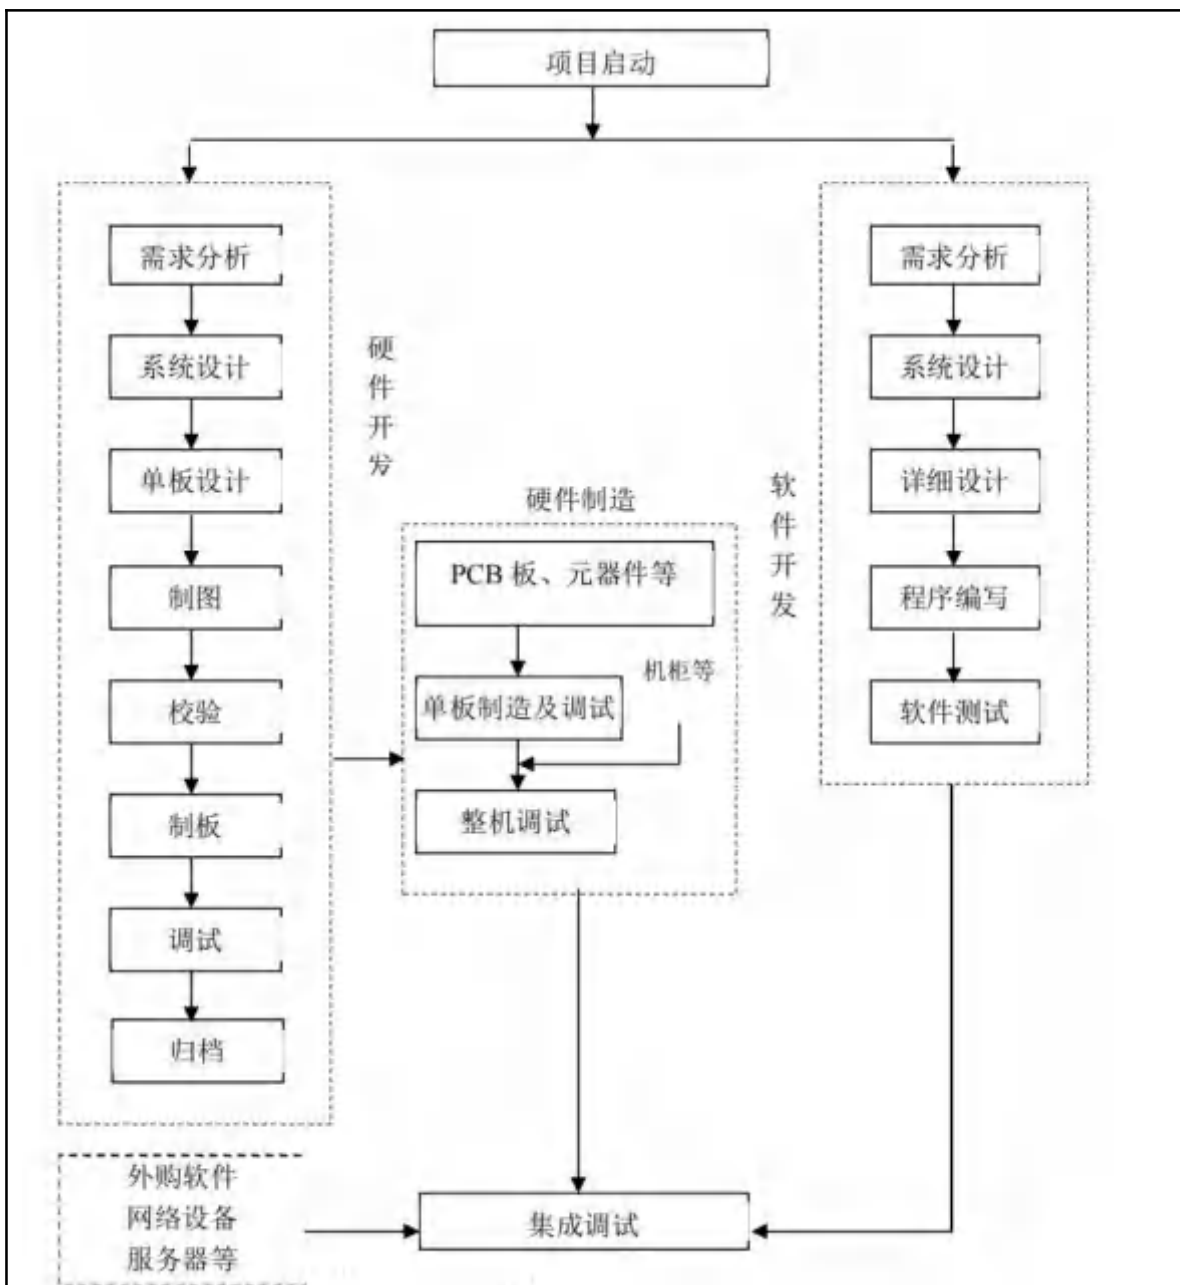 项目启动
需求分析
系统设计
单板设计
制图
校验
制板
调试
归档
硬件开发
硬件制造
PCB 板、元器件等
机柜等
单板制造及调试
整机调试
软件开发
需求分析
系统设计
详细设计
程序编写
软件测试
外购软件
网络设备
服务器等
集成调试